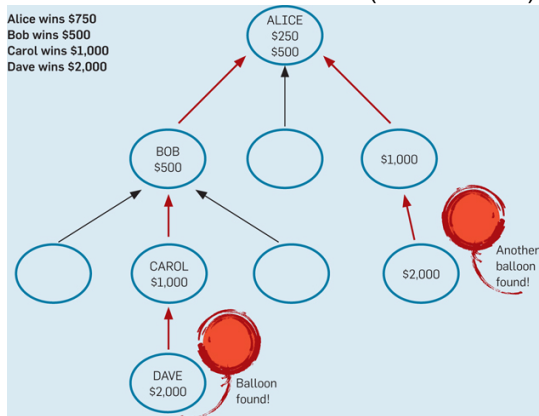 Alice wins $750
Bob wins $500
Carol wins $1,000
Dave wins $2,000
ALICE
$250
$500
BOB
$500
$1,000
CAROL
$1,000
$2,000
Another
balloon
found!
DAVE
$2,000
Balloon
found!